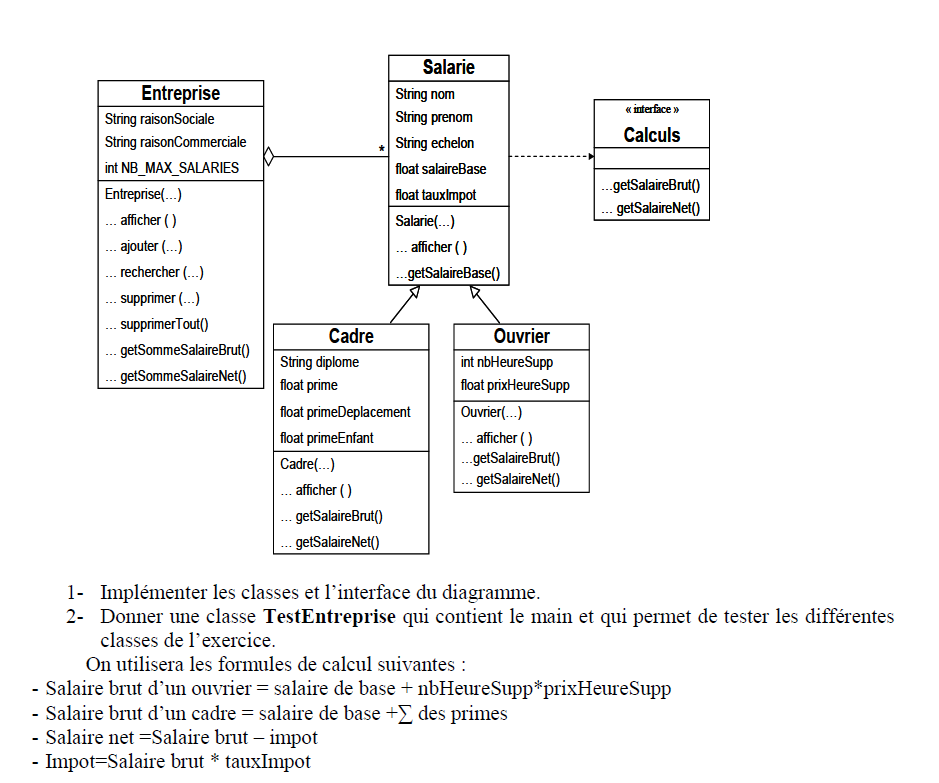 Entreprise
String raisonSociale
String raisonCommerciale
int NB_MAX_SALARIES
Entreprise(…)
… afficher ( )
… ajouter (…)
… rechercher (…)
… supprimer (…)
… supprimerTout()
… getSommeSalaireBrut()
… getSommeSalaireNet()
*
Salarie
String nom
String prenom
String echelon
float salaireBase
float tauxImpot
Salarie(…)
… afficher ( )
…getSalaireBase()
« interface »
Calculs
…getSalaireBrut()
… getSalaireNet()
Cadre
String diplome
float prime
float primeDeplacement
float primeEnfant
Cadre(…)
… afficher ( )
… getSalaireBrut()
… getSalaireNet()
Ouvrier
int nbHeureSupp
float prixHeureSupp
Ouvrier(…)
… afficher ( )
…getSalaireBrut()
… getSalaireNet()
1- Implémenter les classes et l’interface du diagramme.
2- Donner une classe TestEntreprise qui contient le main et qui permet de tester les différentes
classes de l’exercice.
On utilisera les formules de calcul suivantes :
- Salaire brut d’un ouvrier = salaire de base + nbHeureSupp*prixHeureSupp
- Salaire brut d’un cadre = salaire de base +∑ des primes
- Salaire net =Salaire brut – impot
- Impot=Salaire brut * tauxImpot